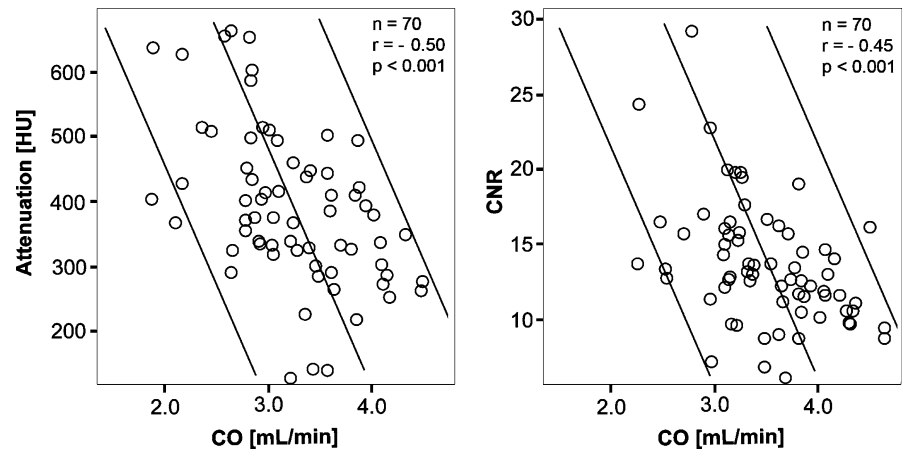 n = 70
r = - 0.50
p < 0.001
600
500
400
300
200
Attenuation [HU]
2.0 3.0 4.0
CO [mL/min]
n = 70
r = - 0.45
p < 0.001
30
25
20
15
10
CNR
2.0 3.0 4.0
CO [mL/min]